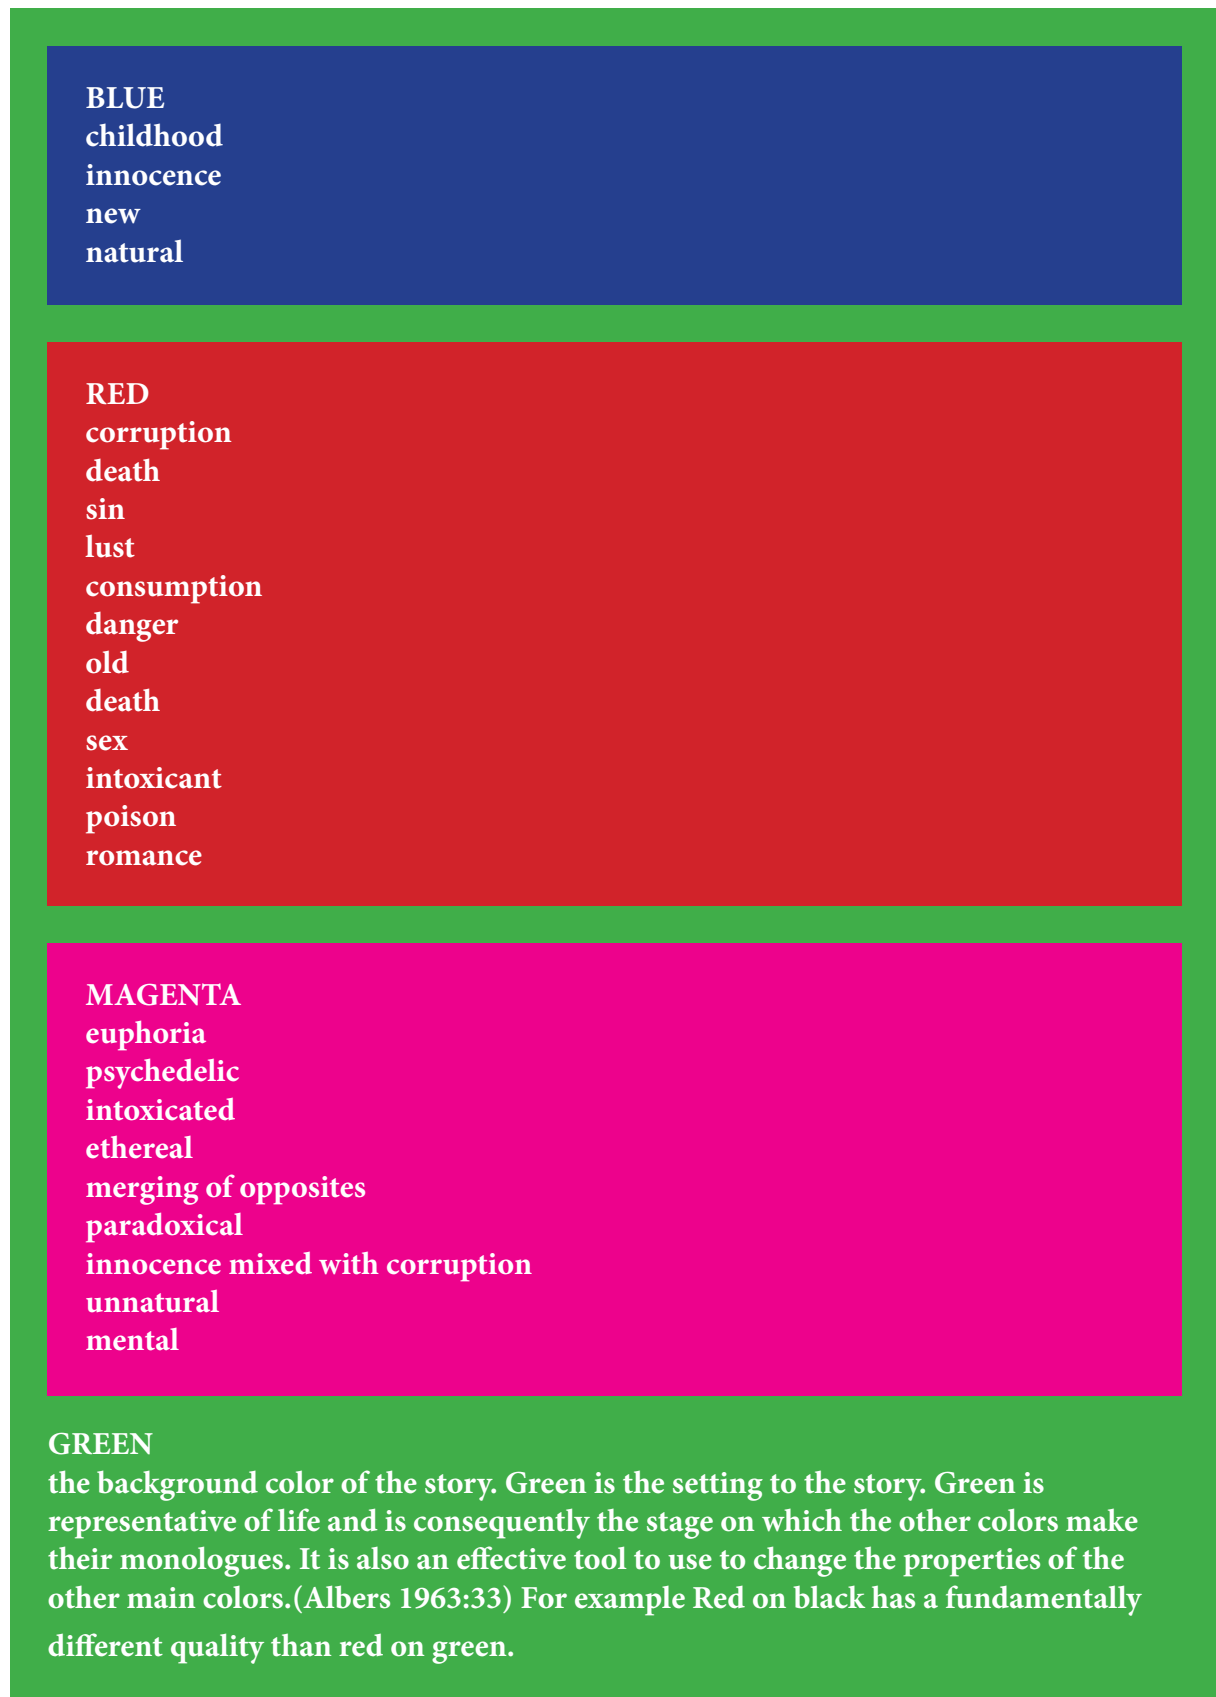 BLUE
childhood
innocence
new
natural
RED
corruption
death
sin
lust
consumption
danger
old
death
sex
intoxicant
poison
romance
MAGENTA
euphoria
psychedelic
intoxicated
ethereal
merging of opposites
paradoxical
innocence mixed with corruption
unnatural
mental
GREEN
the background color of the story. Green is the setting to the story. Green is
representative of life and is consequently the stage on which the other colors make
their monologues. It is also an effective tool to use to change the properties of the
other main colors.(Albers 1963:33) For example Red on black has a fundamentally
different quality than red on green.